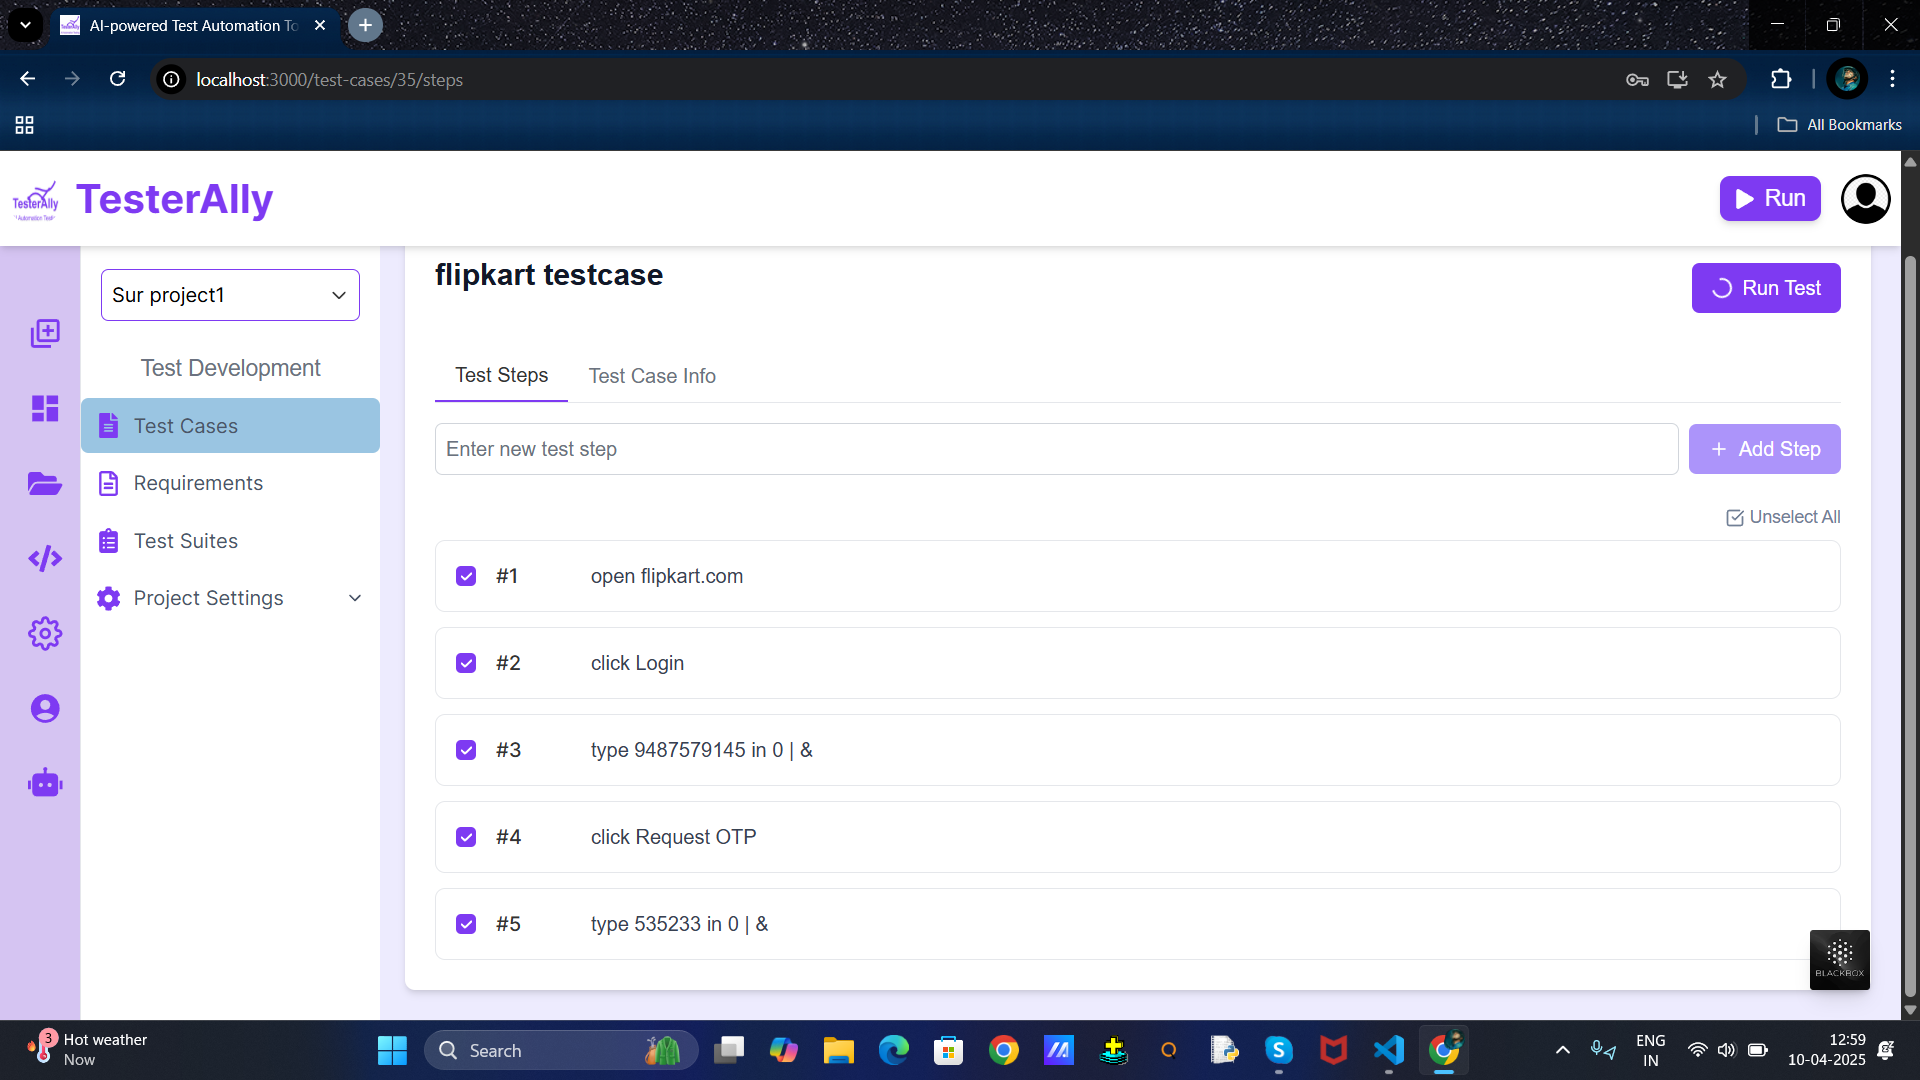 AI-powered Test Automation To
localhost:3000/test-cases/35/steps
All Bookmarks
TesterAlly
TesterAlly
Run
Sur project1
flipkart testcase
Run Test
Test Development
Test Steps
Test Case Info
Test Cases
Enter new test step
+ Add Step
Requirements
Unselect All
Test Suites
#1 open flipkart.com
Project Settings
#2 click Login
#3 type 9487579145 in 0 | &
#4 click Request OTP
#5 type 535233 in 0 | &
BLACKBOX
3
Hot weather
Now
Search
ENG
IN
12:59
10-04-2025